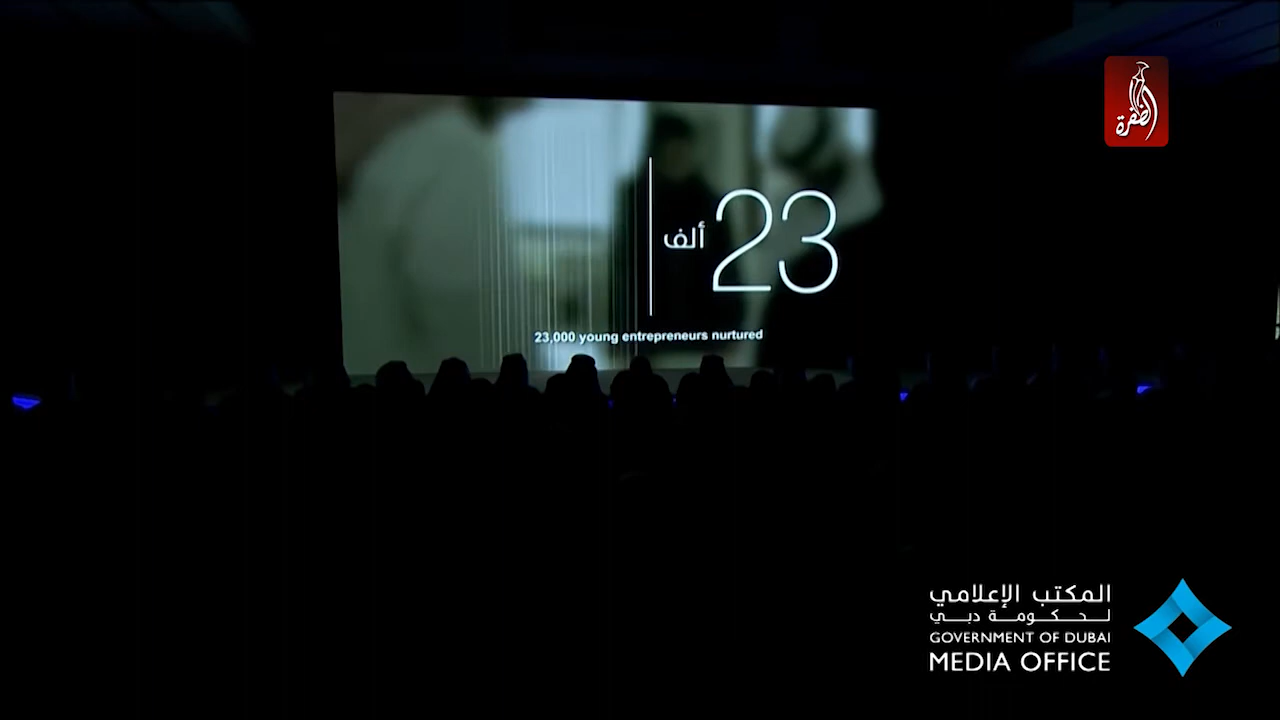 الظفرة
23 ألف
23,000 young entrepreneurs nurtured
المكتب الإعلامي
لحكومة دبي
GOVERNMENT OF DUBAI
MEDIA OFFICE